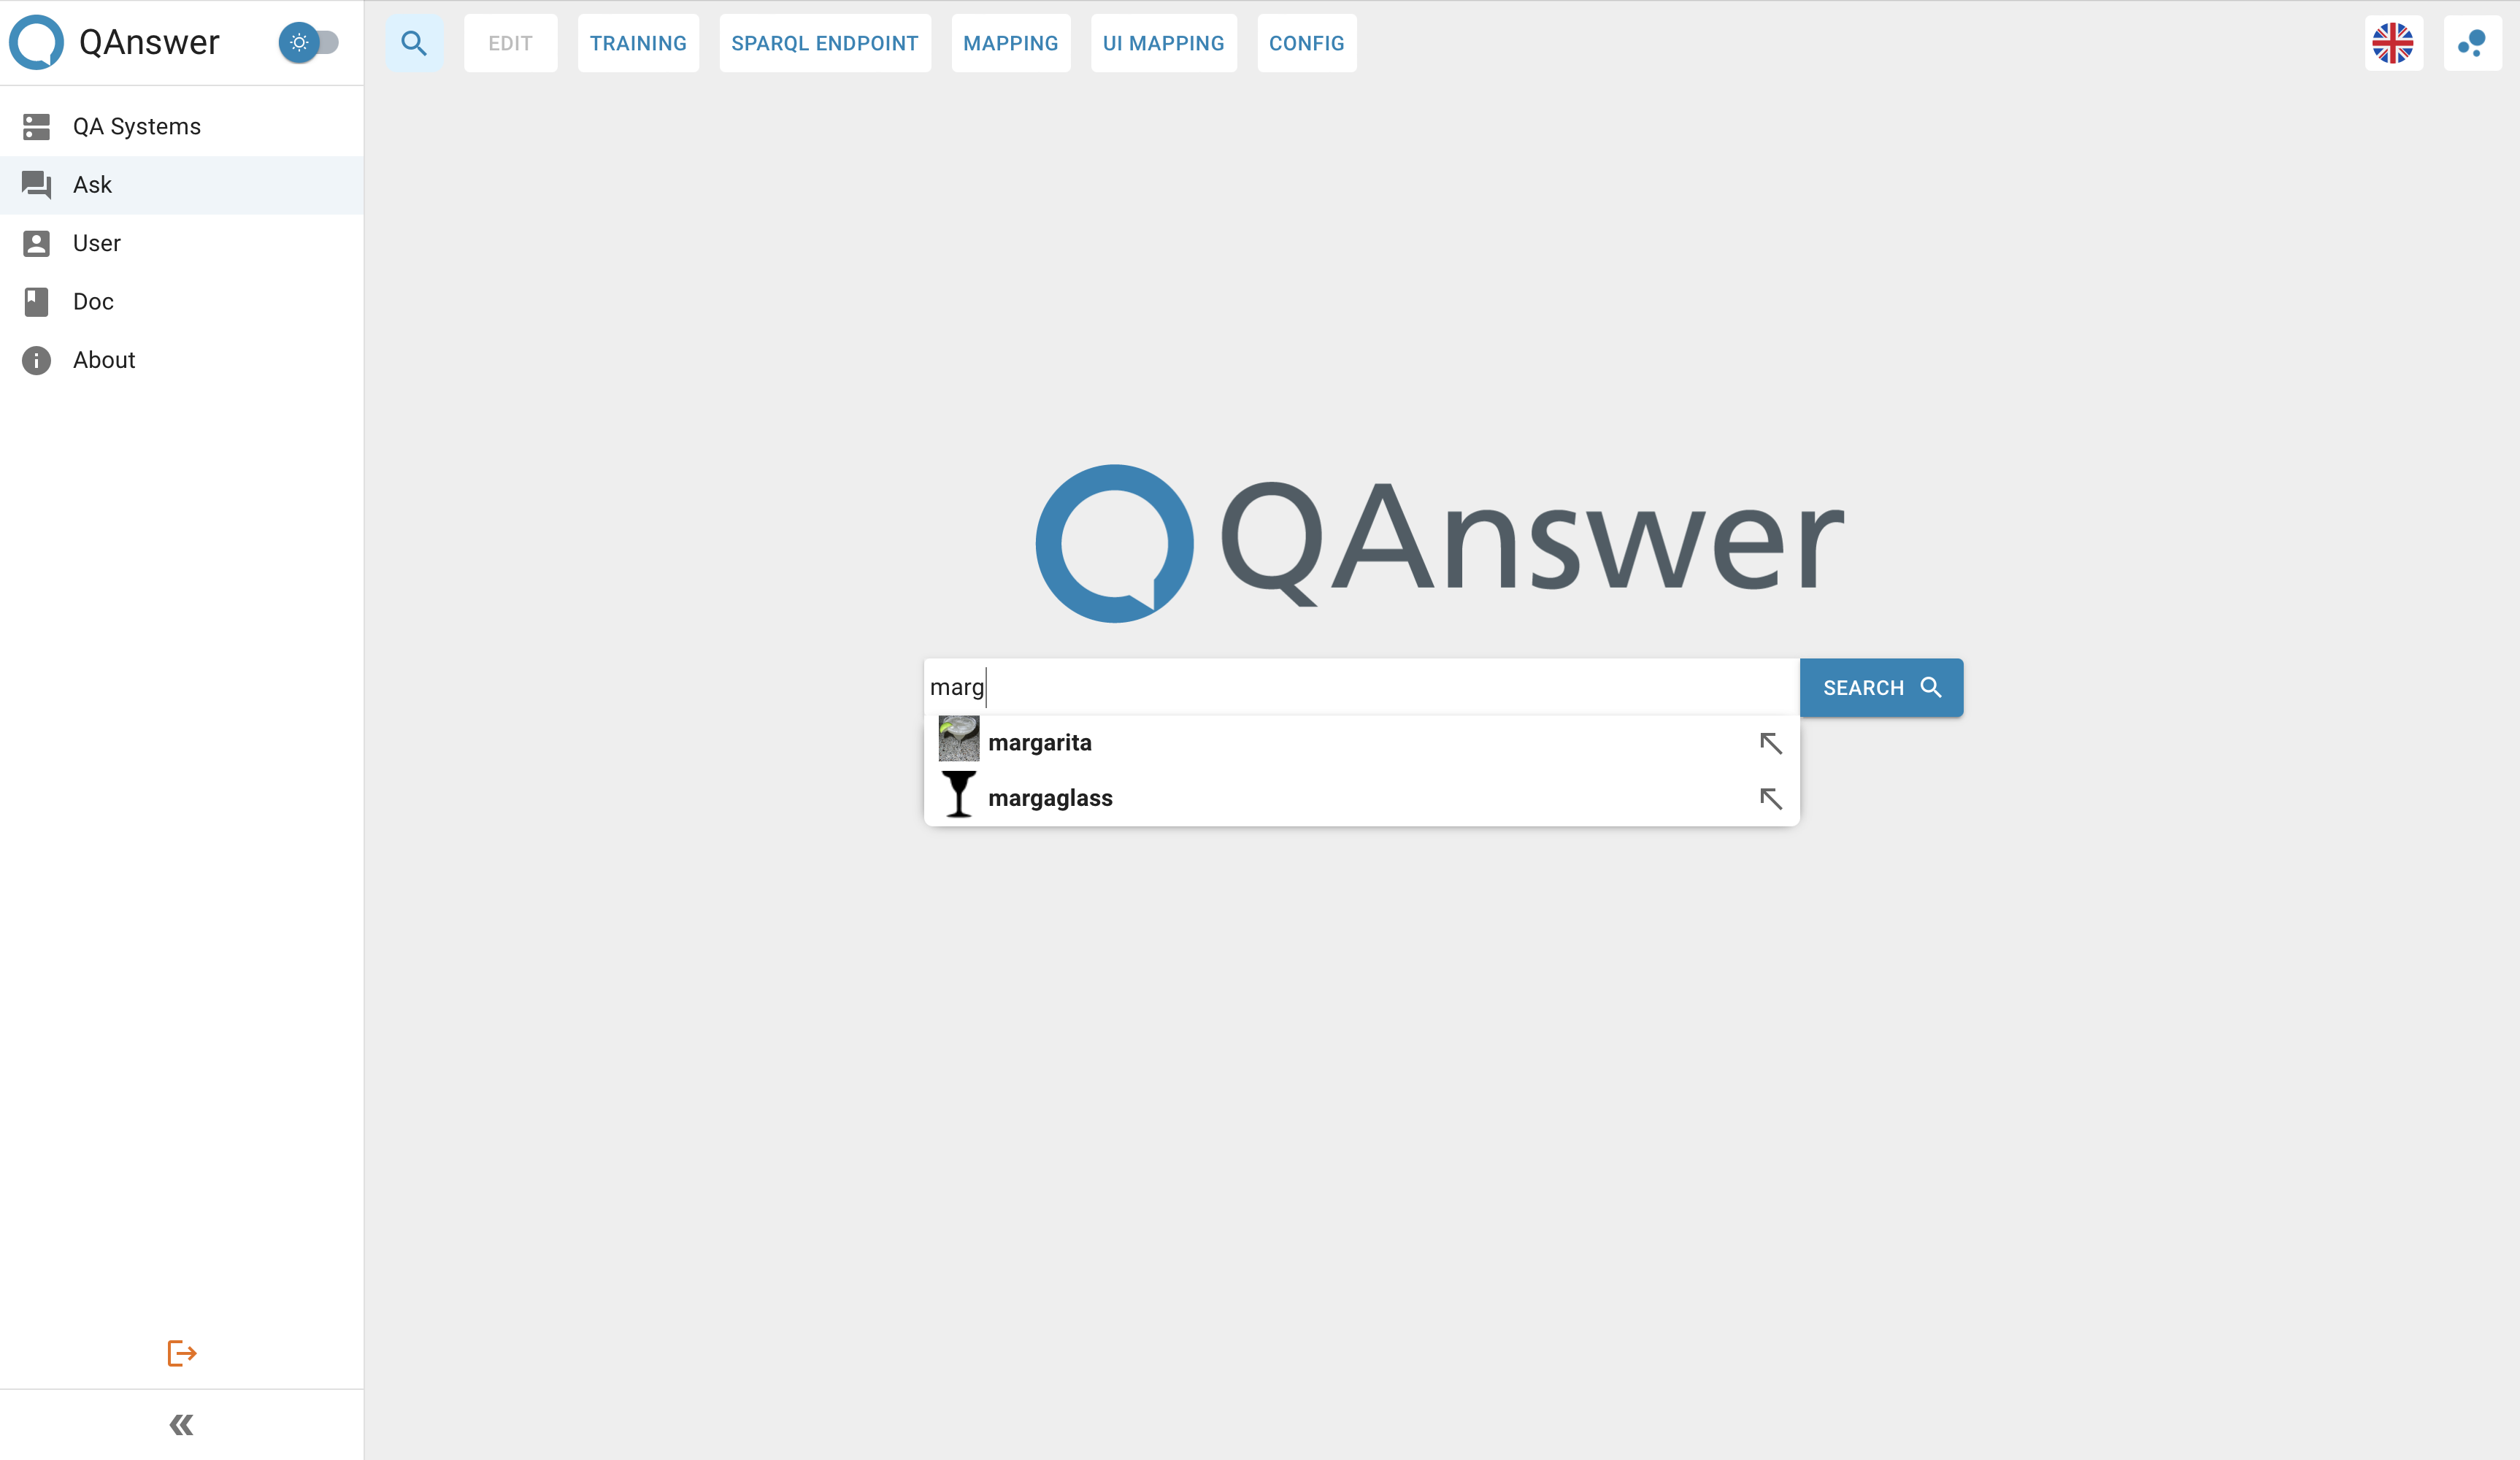 QAnswer
EDIT
TRAINING
SPARQL ENDPOINT
MAPPING
UI MAPPING
CONFIG
QA Systems
Ask
User
Doc
About
QAnswer
marg
SEARCH
margarita
margaglass